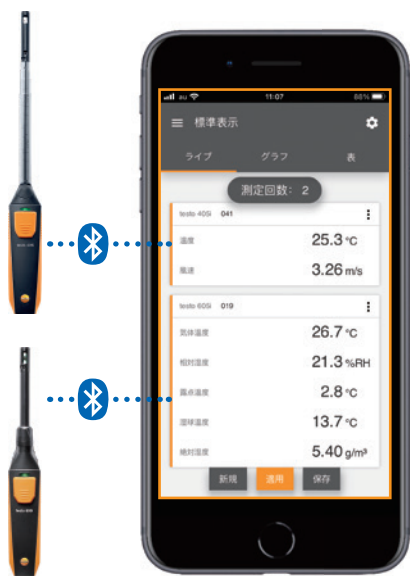 au 11:07 88%
標準表示
ライブ グラフ 表
測定回数: 2
testo 405i 041
温度 25.3 °C
風速 3.26 m/s
testo 605i 019
気体温度 26.7 °C
相対湿度 21.3 %RH
露点温度 2.8 °C
湿球温度 13.7 °C
絶対湿度 5.40 g/m³
新規 適用 保存